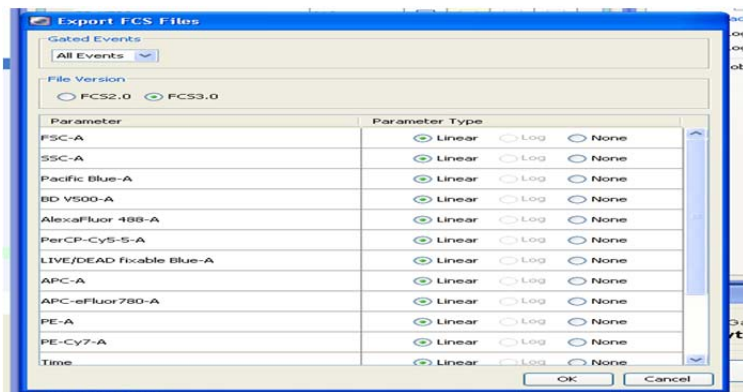 Export FCS Files
Gated Events
All Events
File Version
FCS2.0 FCS3.0
Parameter Parameter Type
FSC-A Linear Log None
SSC-A Linear Log None
Pacific Blue-A Linear Log None
BD V500-A Linear Log None
AlexaFluor 488-A Linear Log None
PerCP-Cy5-5-A Linear Log None
LIVE/DEAD fixable Blue-A Linear Log None
APC-A Linear Log None
APC-eFluor780-A Linear Log None
PE-A Linear Log None
PE-Cy7-A Linear Log None
Time Linear Log None
OK Cancel